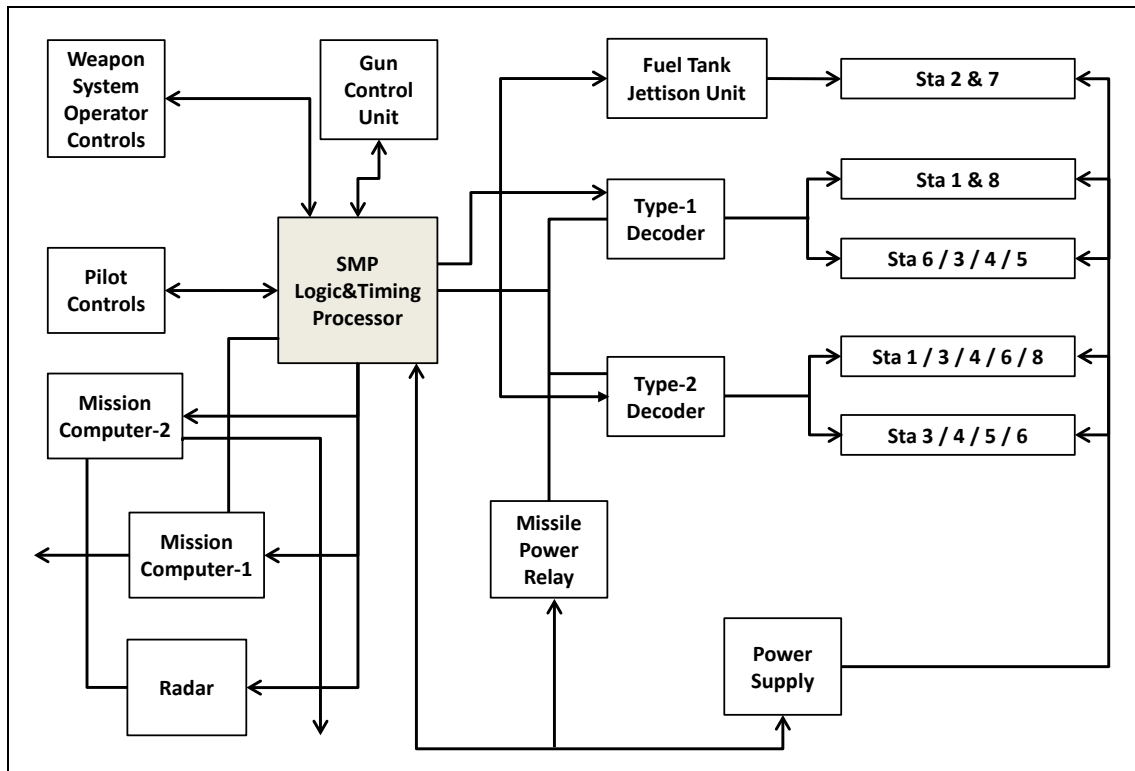 Weapon
System
Operator
Controls
Gun
Control
Unit
Fuel Tank
Jettison Unit
Sta 2 & 7
Sta 1 & 8
Type-1
Decoder
Sta 6 / 3 / 4 / 5
Pilot
Controls
SMP
Logic&Timing
Processor
Sta 1 / 3 / 4 / 6 / 8
Type-2
Decoder
Sta 3 / 4 / 5 / 6
Mission
Computer-2
Mission
Computer-1
Missile
Power
Relay
Radar
Power
Supply